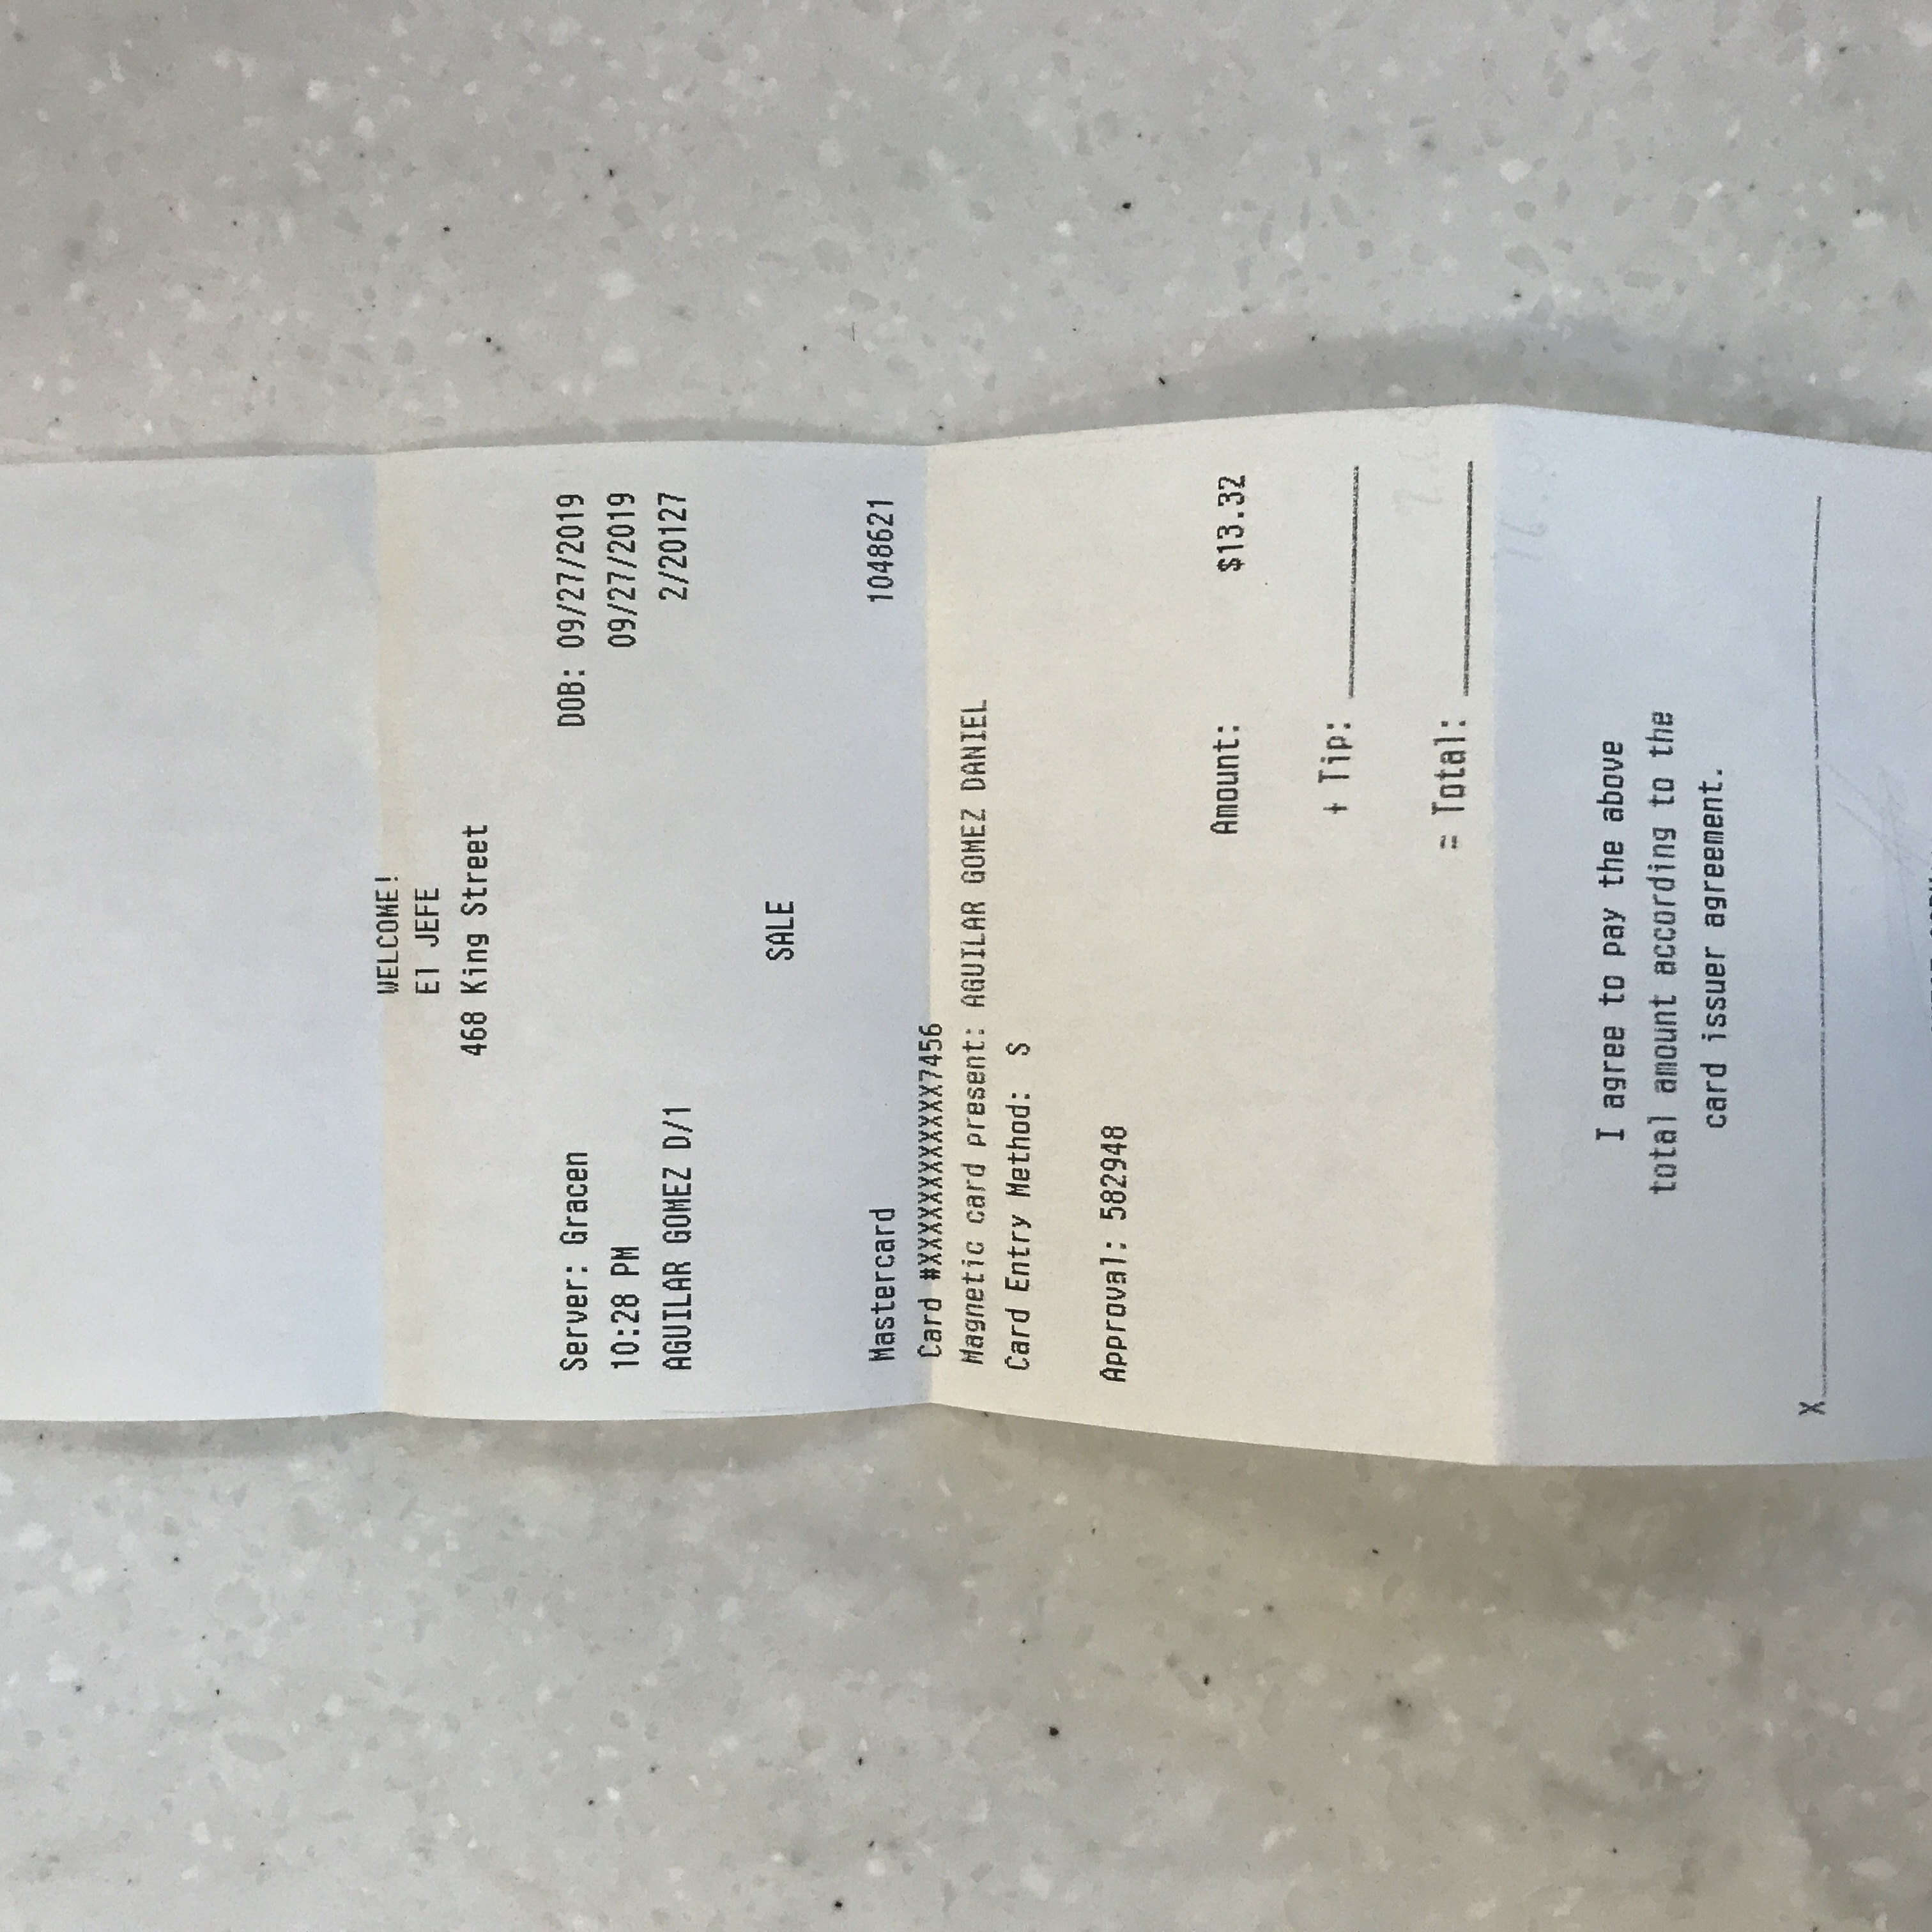 WELCOME!
El JEFE
468 King Street
Server: Gracen DOB: 09/27/2019
10:28 PM 09/27/2019
AGUILAR GOMEZ D/1 2/20127
SALE
Mastercard 1048621
Card #XXXXXXXXXXXX7456
Magnetic card present: AGUILAR GOMEZ DANIEL
Card Entry Method: S
Approval: 582948
Amount: $13.32
+ Tip:
= Total:
I agree to pay the above
total amount according to the
card issuer agreement.
X